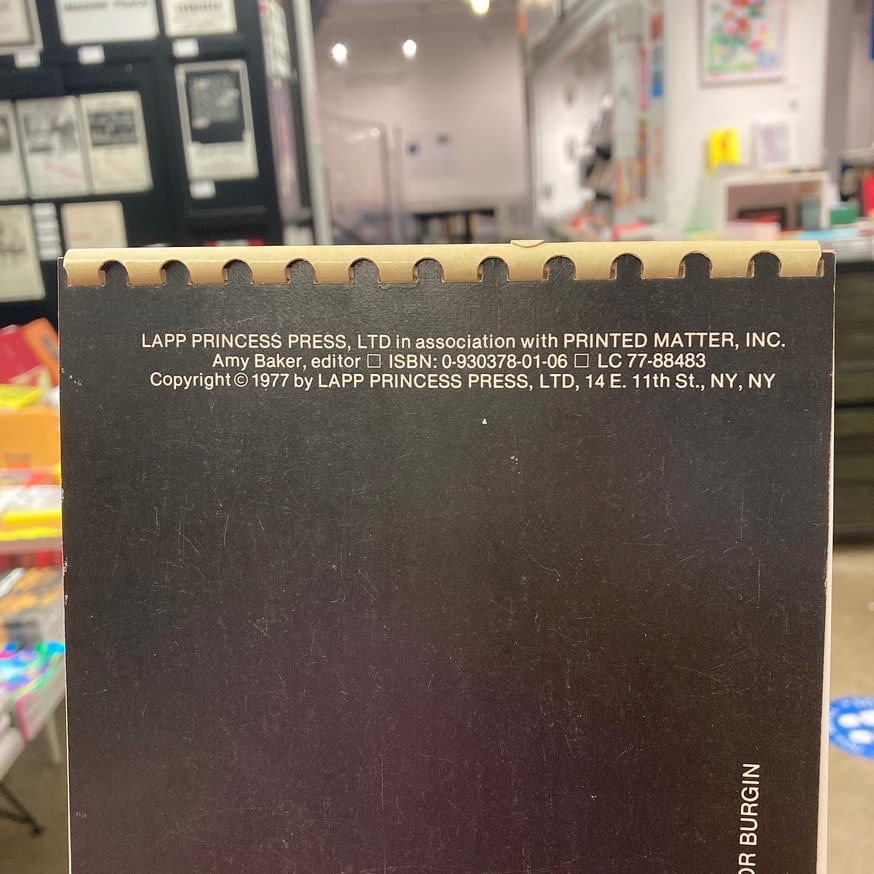 LAPP PRINCESS PRESS, LTD in association with PRINTED MATTER, INC.
Amy Baker, editor □ ISBN: 0-930378-01-06 □ LC 77-88483
Copyright © 1977 by LAPP PRINCESS PRESS, LTD, 14 E. 11th St., NY, NY
OR BURGIN